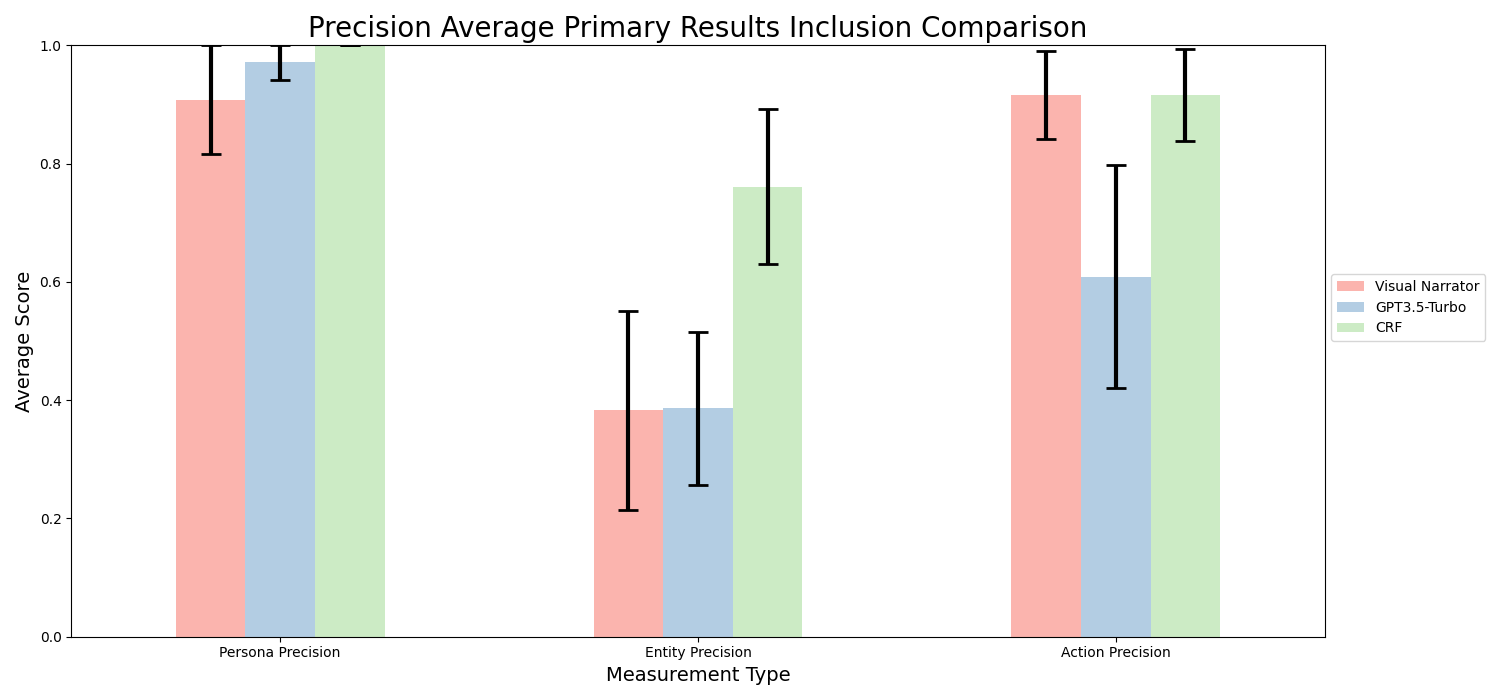 Precision Average Primary Results Inclusion Comparison
1.0
0.8
0.6
0.4
0.2
0.0
Average Score
Persona Precision
Entity Precision
Action Precision
Measurement Type
Visual Narrator
GPT3.5-Turbo
CRF